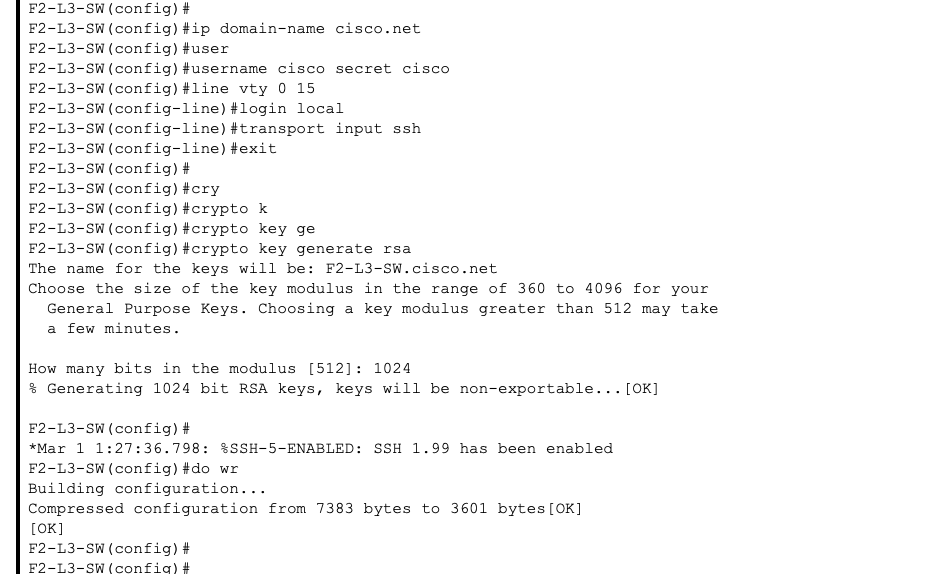 F2-L3-SW(config)#
F2-L3-SW(config)#ip domain-name cisco.net
F2-L3-SW(config)#user
F2-L3-SW(config)#username cisco secret cisco
F2-L3-SW(config)#line vty 0 15
F2-L3-SW(config-line)#login local
F2-L3-SW(config-line)#transport input ssh
F2-L3-SW(config-line)#exit
F2-L3-SW(config)#
F2-L3-SW(config)#cry
F2-L3-SW(config)#crypto k
F2-L3-SW(config)#crypto key ge
F2-L3-SW(config)#crypto key generate rsa
The name for the keys will be: F2-L3-SW.cisco.net
Choose the size of the key modulus in the range of 360 to 4096 for your
  General Purpose Keys. Choosing a key modulus greater than 512 may take
  a few minutes.

How many bits in the modulus [512]: 1024
% Generating 1024 bit RSA keys, keys will be non-exportable...[OK]

F2-L3-SW(config)#
*Mar 1 1:27:36.798: %SSH-5-ENABLED: SSH 1.99 has been enabled
F2-L3-SW(config)#do wr
Building configuration...
Compressed configuration from 7383 bytes to 3601 bytes[OK]
[OK]
F2-L3-SW(config)#
F2-L3-SW(config)#